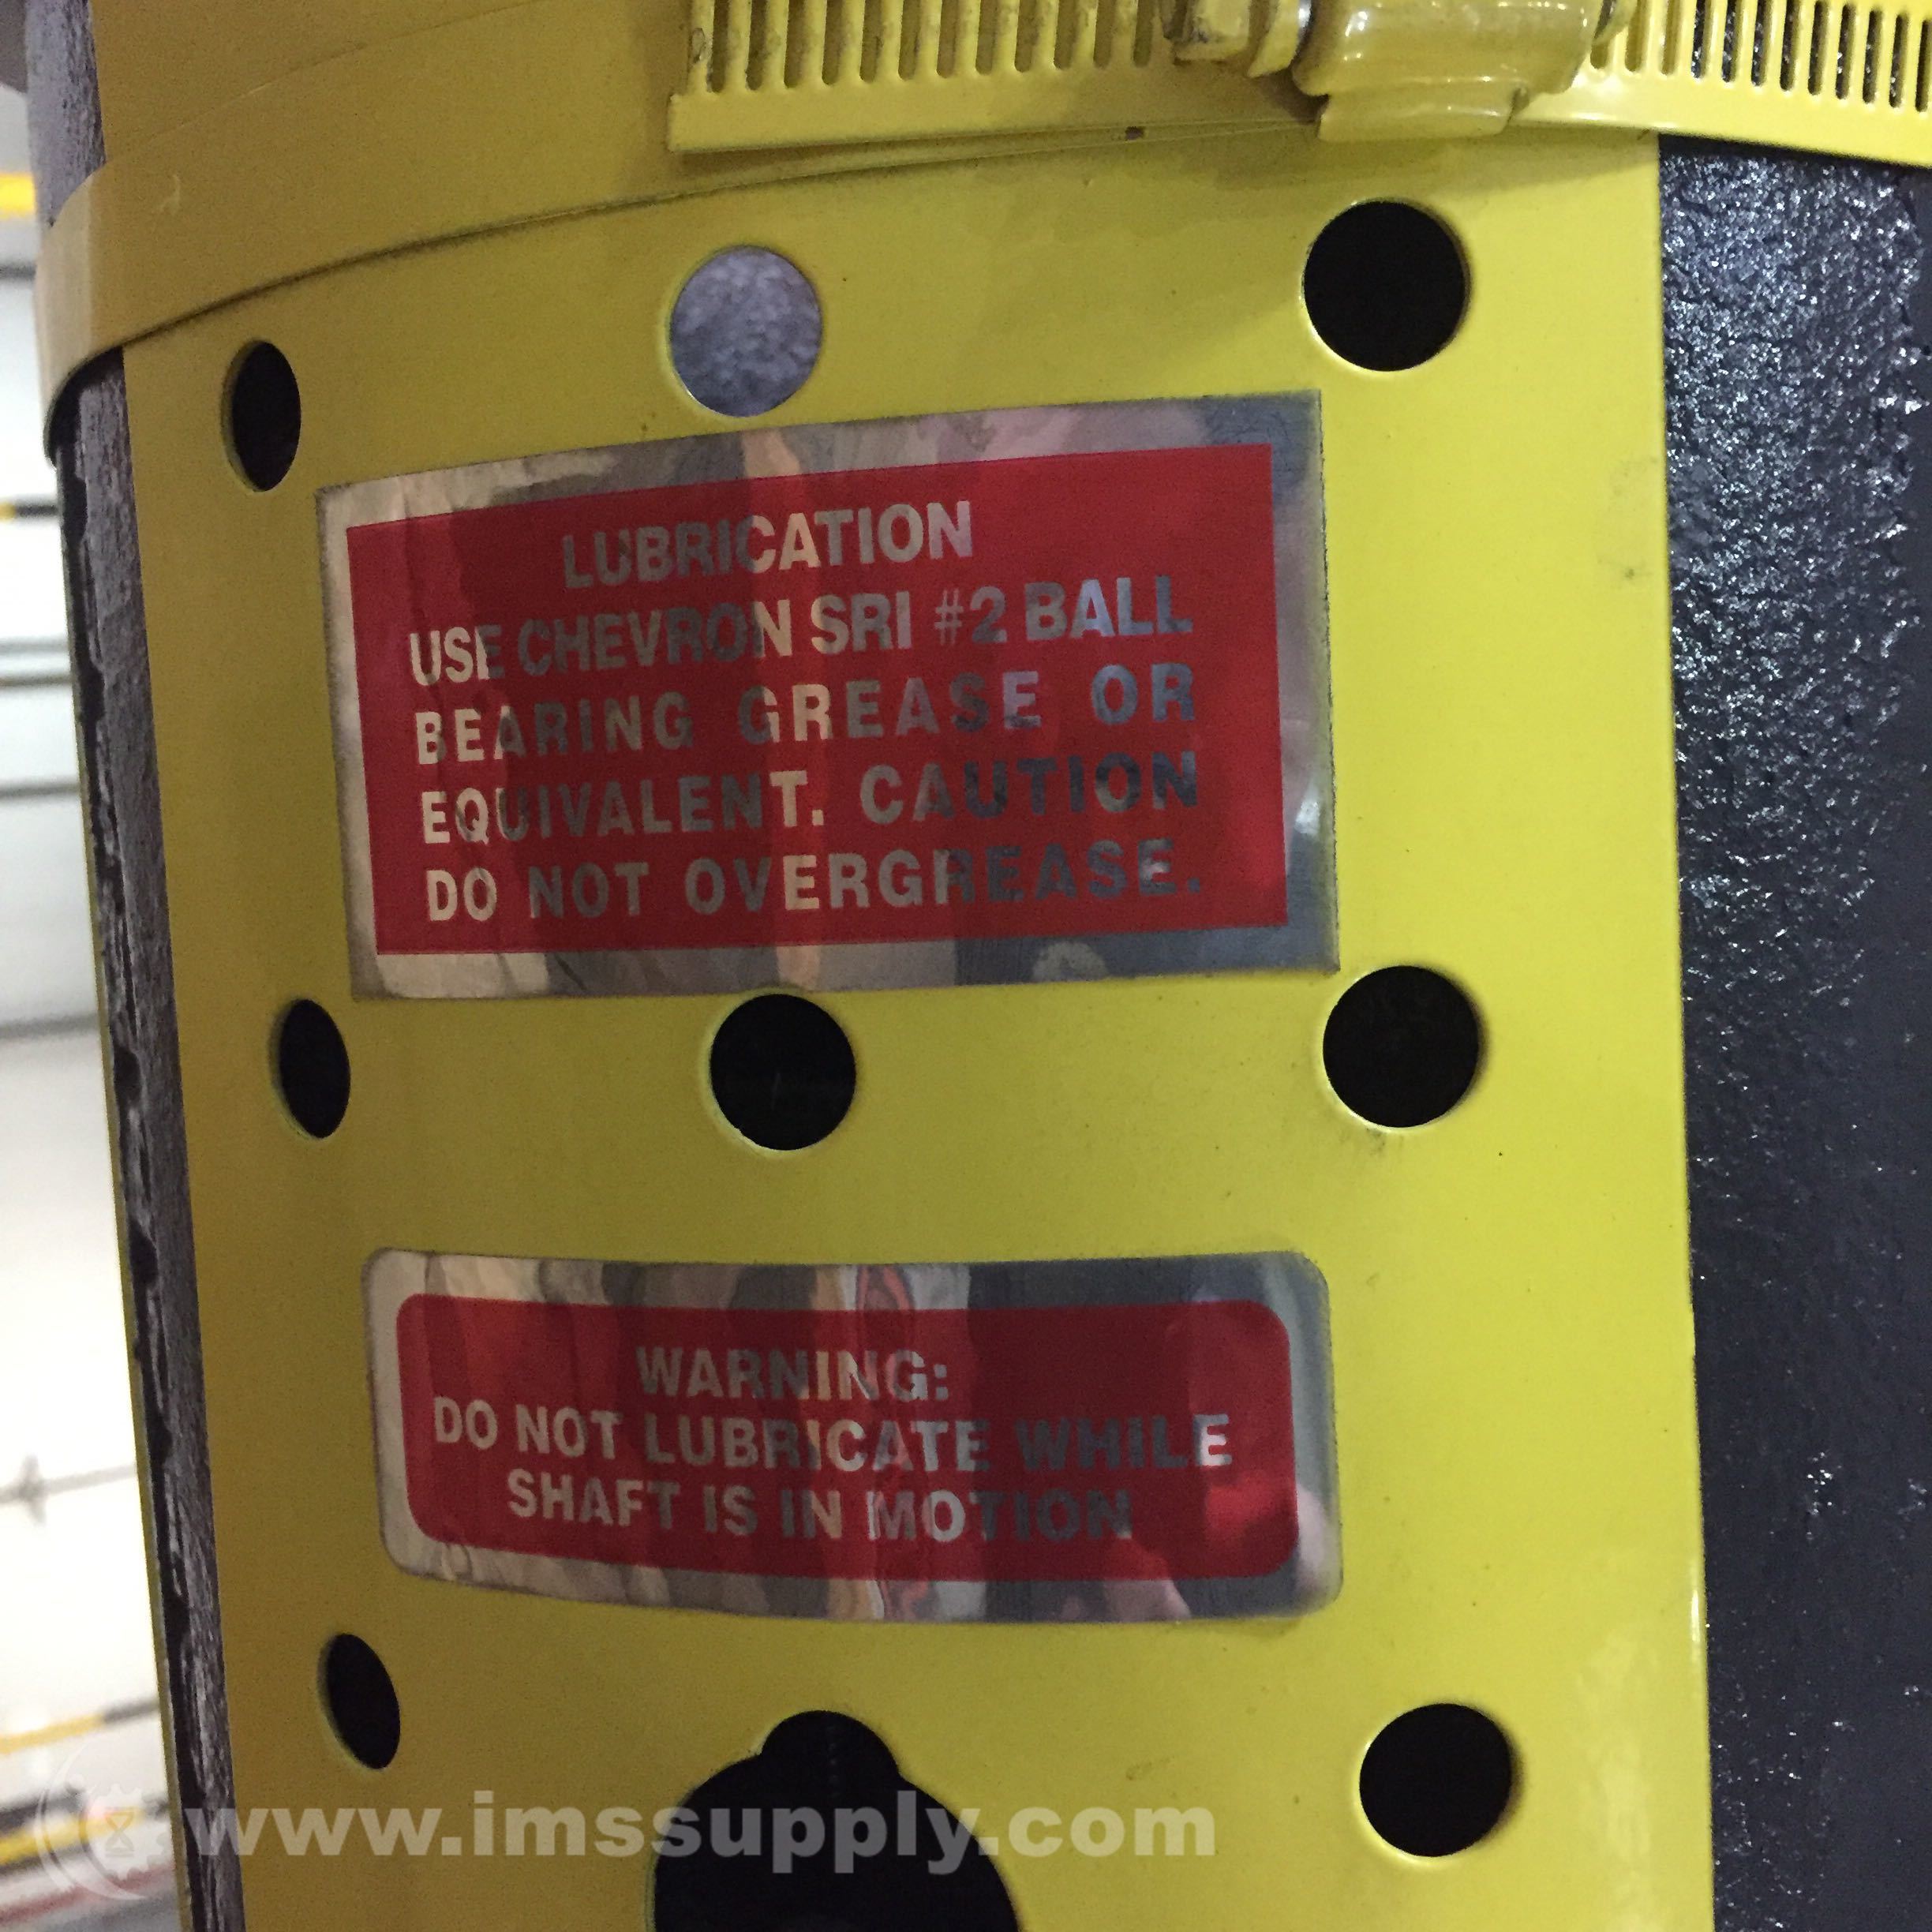 LUBRICATION
USE CHEVRON SRI #2 BALL
BEARING GREASE OR
EQUIVALENT. CAUTION
DO NOT OVERGREASE.
WARNING:
DO NOT LUBRICATE WHILE
SHAFT IS IN MOTION
www.imssupply.com